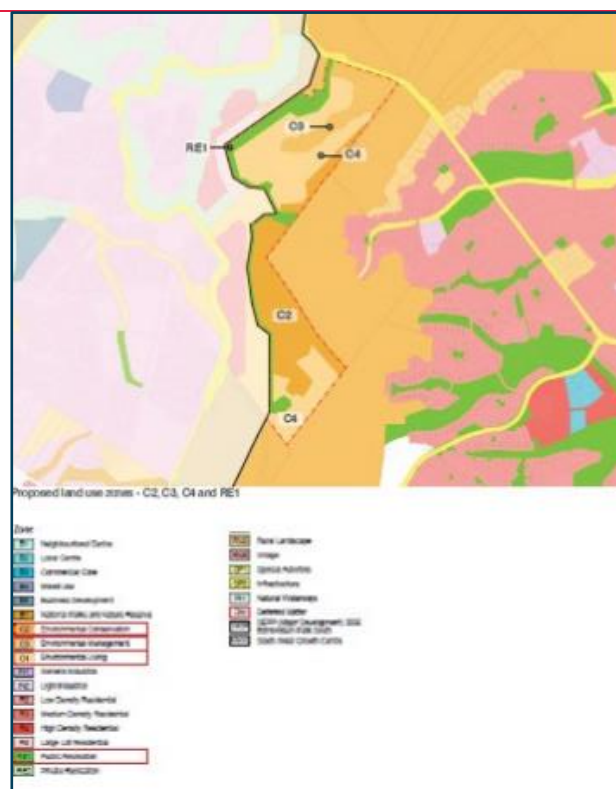 C3
RE1
C4
C2
C4
Proposed land use zones - C2, C3, C4 and RE1
Zone
Neighbourhood Centre
Local Centre
Commercial Core
Mixed Use
Business Development
National Parks and Nature Reserve
Environmental Conservation
Environmental Management
Environmental Living
General Industrial
Light Industrial
Low Density Residential
Medium Density Residential
High Density Residential
Large Lot Residential
Public Recreation
Private Recreation
Rural Landscape
Village
Special Activities
Infrastructure
Natural Waterways
Deferred Matter
South West Growth Centre